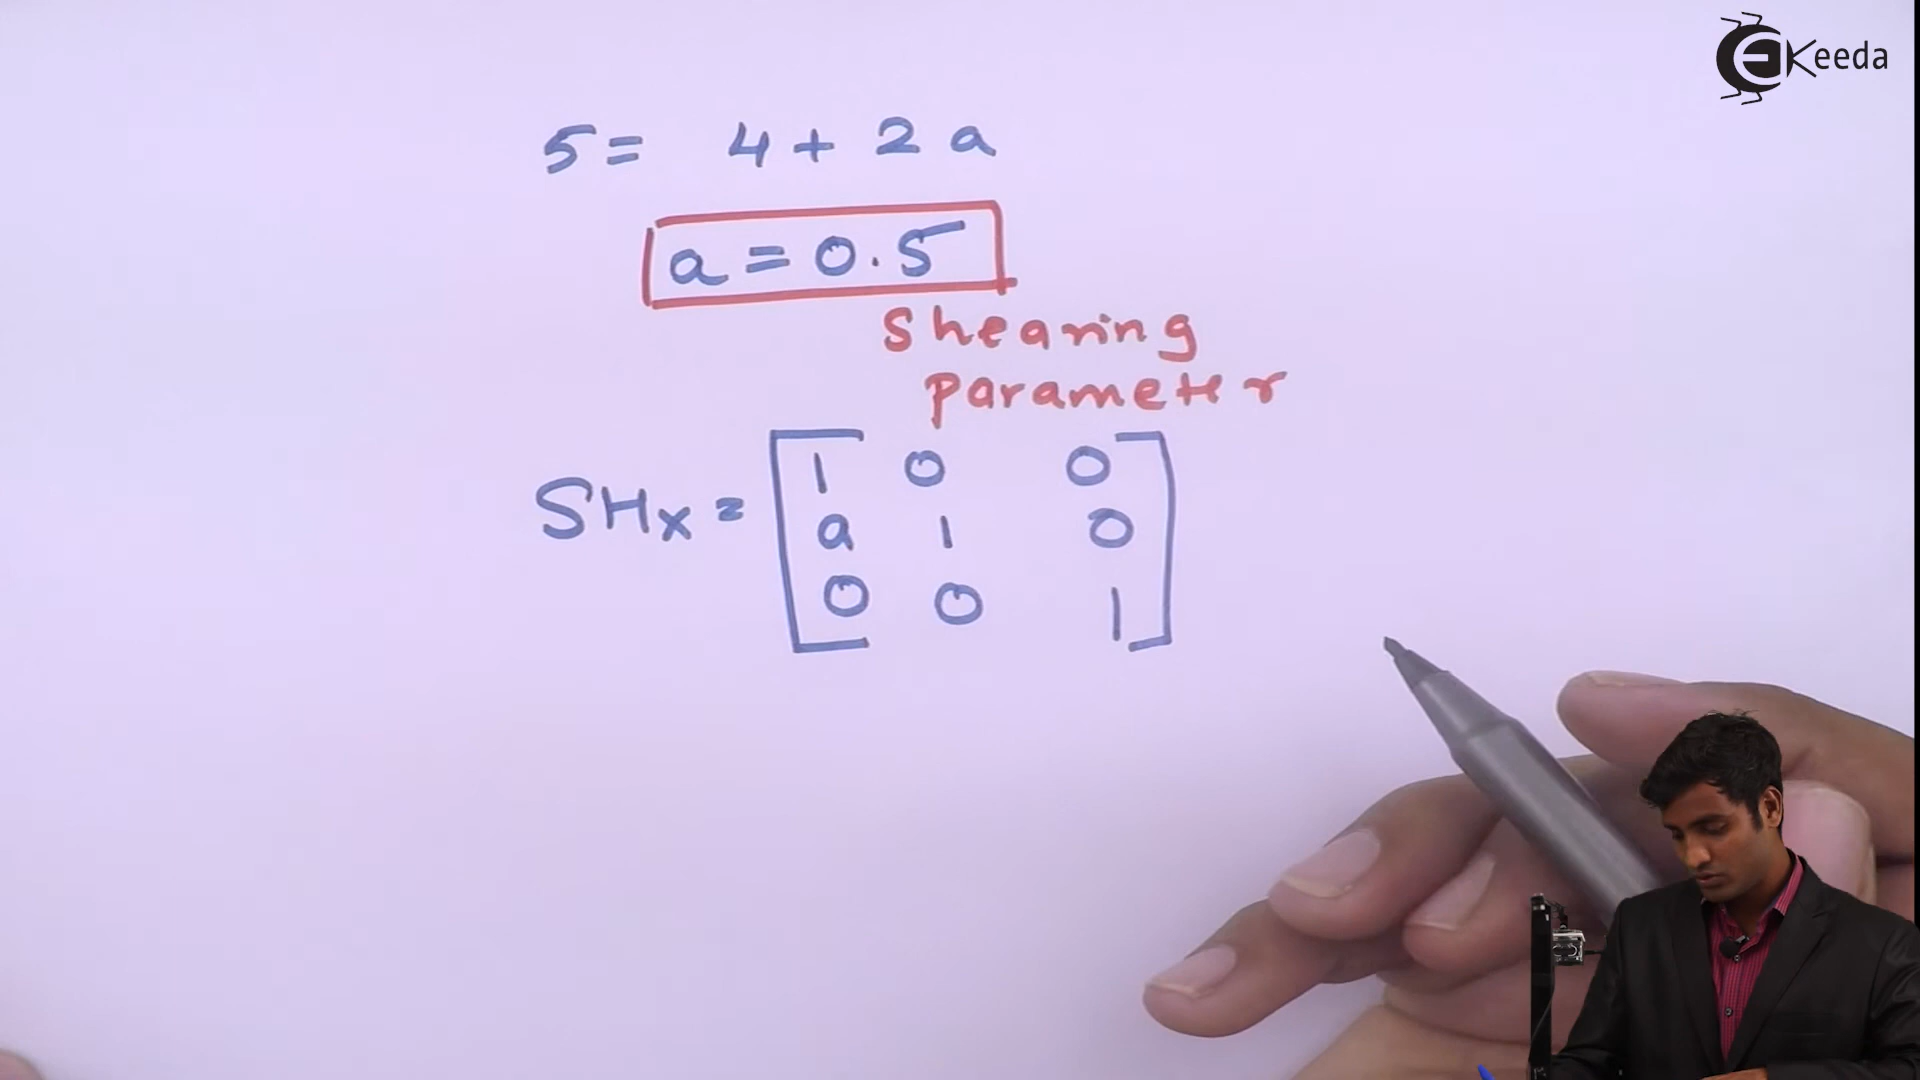 Keeda
5 = 4 + 2 a
a = 0.5
Shearing
parameter
SHx =
1 0 0
a 1 0
0 0 1